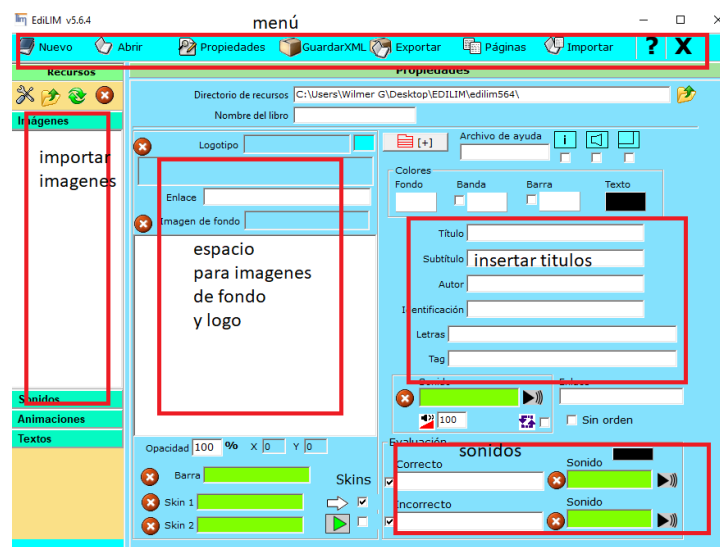 EdiLIM v5.6.4
menú
Nuevo Abrir Propiedades GuardarXML Exportar Páginas Importar ? X
Recursos
Propiedades
Directorio de recursos C:\Users\Wilmer G\Desktop\EDILIM\edilim564\
Nombre del libro
Imágenes
importar
imagenes
Sonidos
Animaciones
Textos
Logotipo
Enlace
Imagen de fondo
espacio
para imagenes
de fondo
y logo
Opacidad 100 % X 0 Y 0
Barra
Skins
Skin 1
Skin 2
[+] Archivo de ayuda i
Colores
Fondo Banda Barra Texto
Título
Subtítulo insertar titulos
Autor
Identificación
Letras
Tag
Sonido Enlace
100 Sin orden
Evaluación
sonidos
Correcto Sonido
Incorrecto Sonido